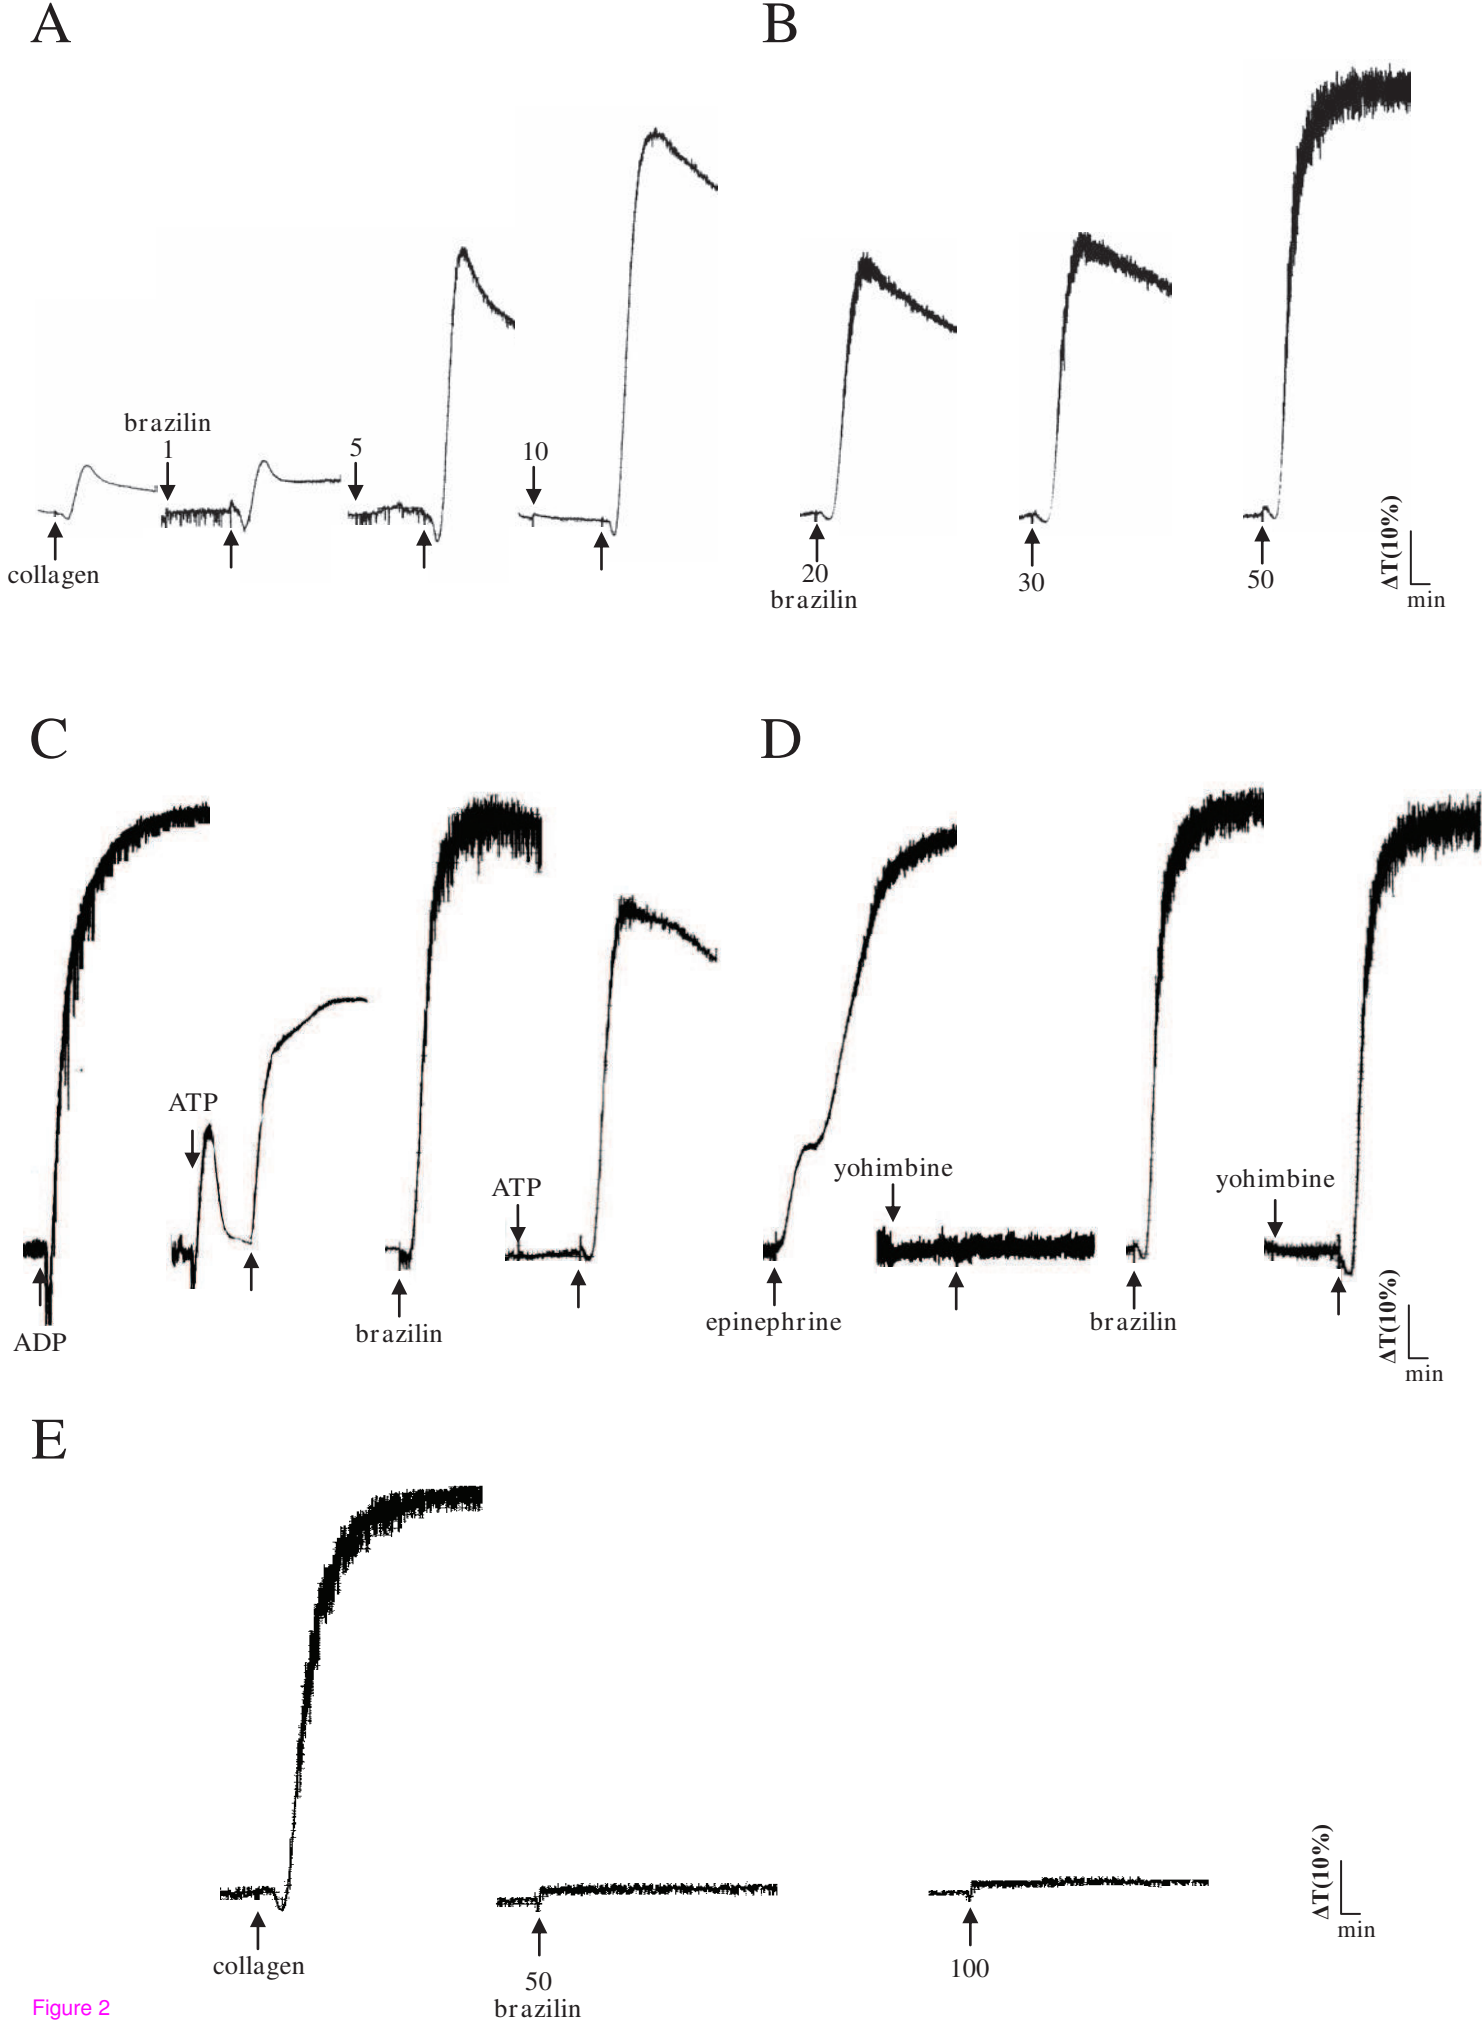 A
B
brazilin
1
5
10
collagen
20
brazilin
30
50
ΔT(10%)
min
C
D
ATP
ATP
yohimbine
yohimbine
ADP
brazilin
epinephrine
brazilin
ΔT(10%)
min
E
ΔT(10%)
min
collagen
50
brazilin
100
Figure 2